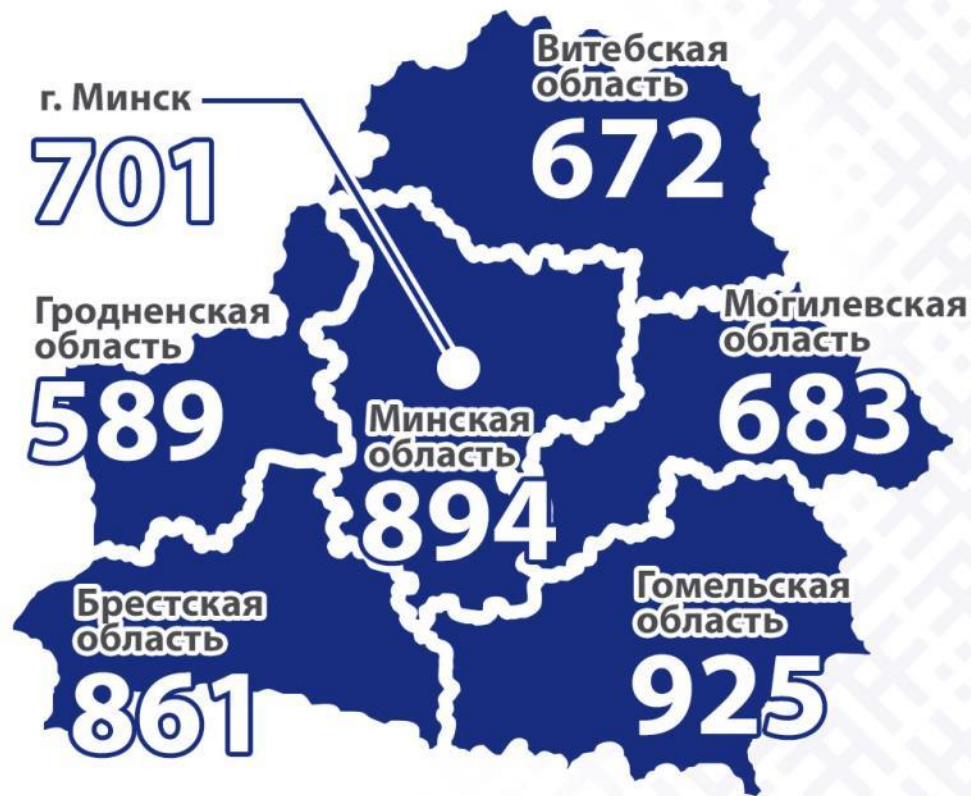 Витебская
область
672
г. Минск
701
Гродненская
область
589
Могилевская
область
683
Минская
область
894
Брестская
область
861
Гомельская
область
925